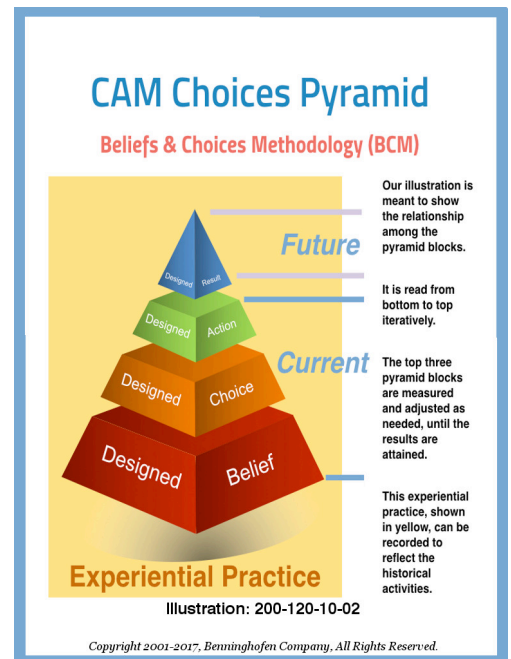 CAM Choices Pyramid
Beliefs & Choices Methodology (BCM)
Our illustration is
meant to show
the relationship
among the
pyramid blocks.
Future
Designed Result
It is read from
bottom to top
iteratively.
Designed Action
Current
The top three
pyramid blocks
are measured
and adjusted as
needed, until the
results are
attained.
Designed Choice
Designed Belief
This experiential
practice, shown
in yellow, can be
recorded to
reflect the
historical
activities.
Experiential Practice
Illustration: 200-120-10-02
Copyright 2001-2017, Benninghofen Company, All Rights Reserved.